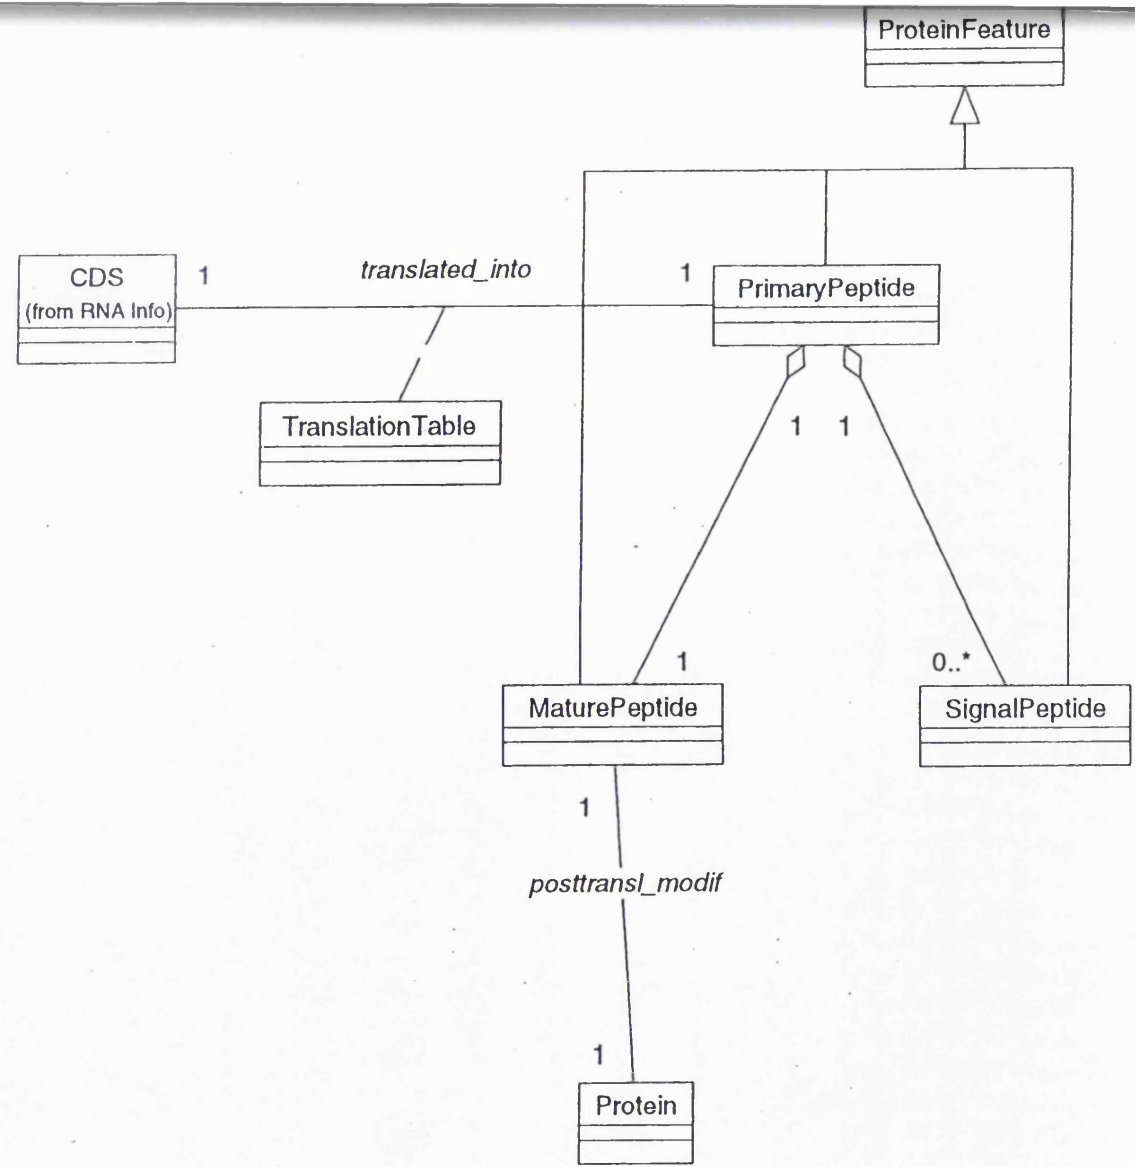 ProteinFeature
CDS
(from RNA Info)
1
translated_into
1
PrimaryPeptide
TranslationTable
1
1
1
0..*
MaturePeptide
SignalPeptide
1
posttransl_modif
1
Protein